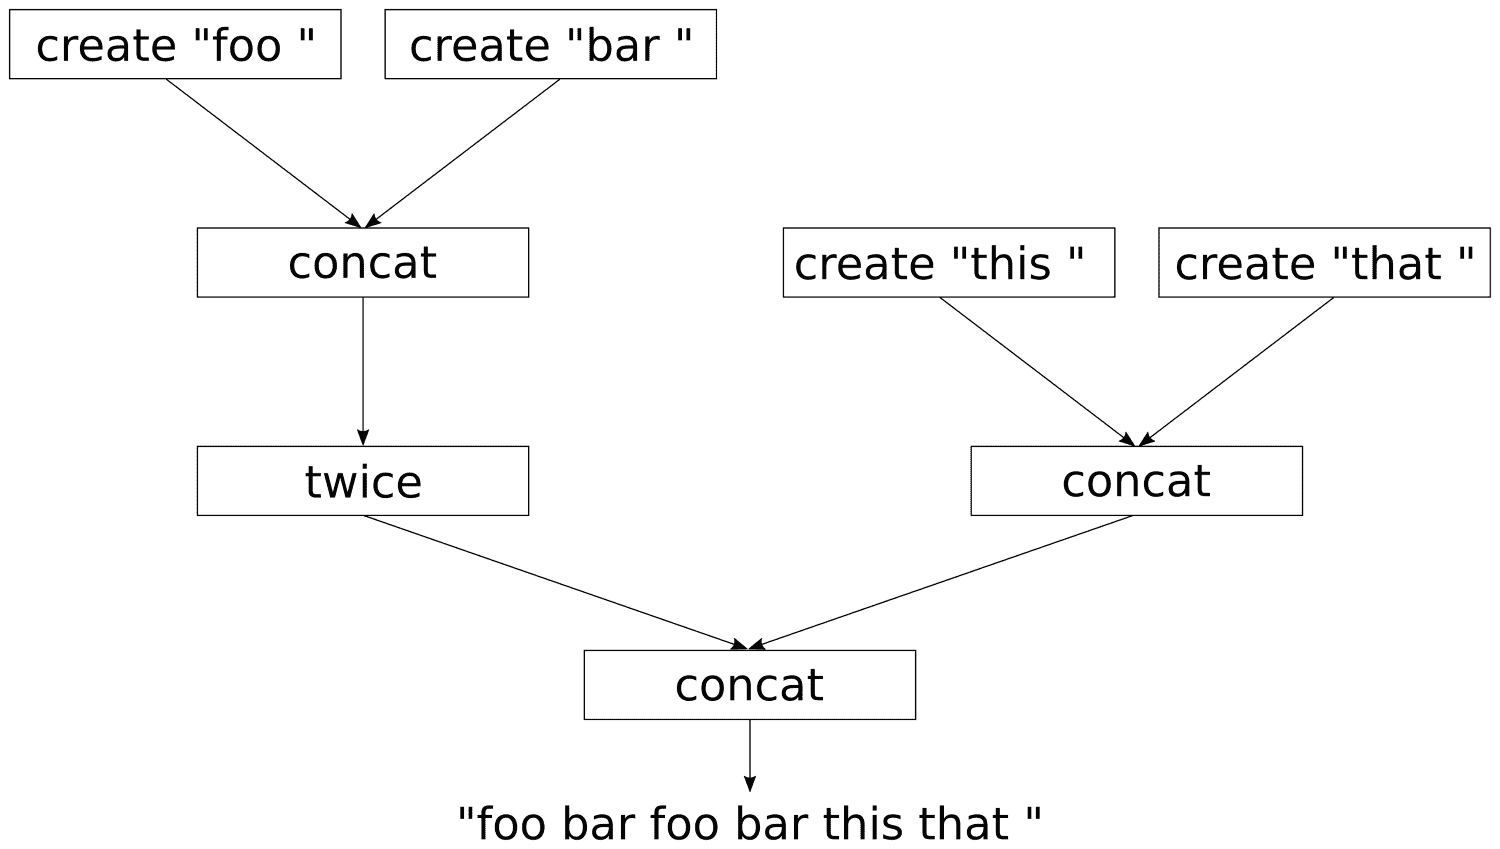 create "foo "
create "bar "
concat
create "this "
create "that "
twice
concat
concat
"foo bar foo bar this that "